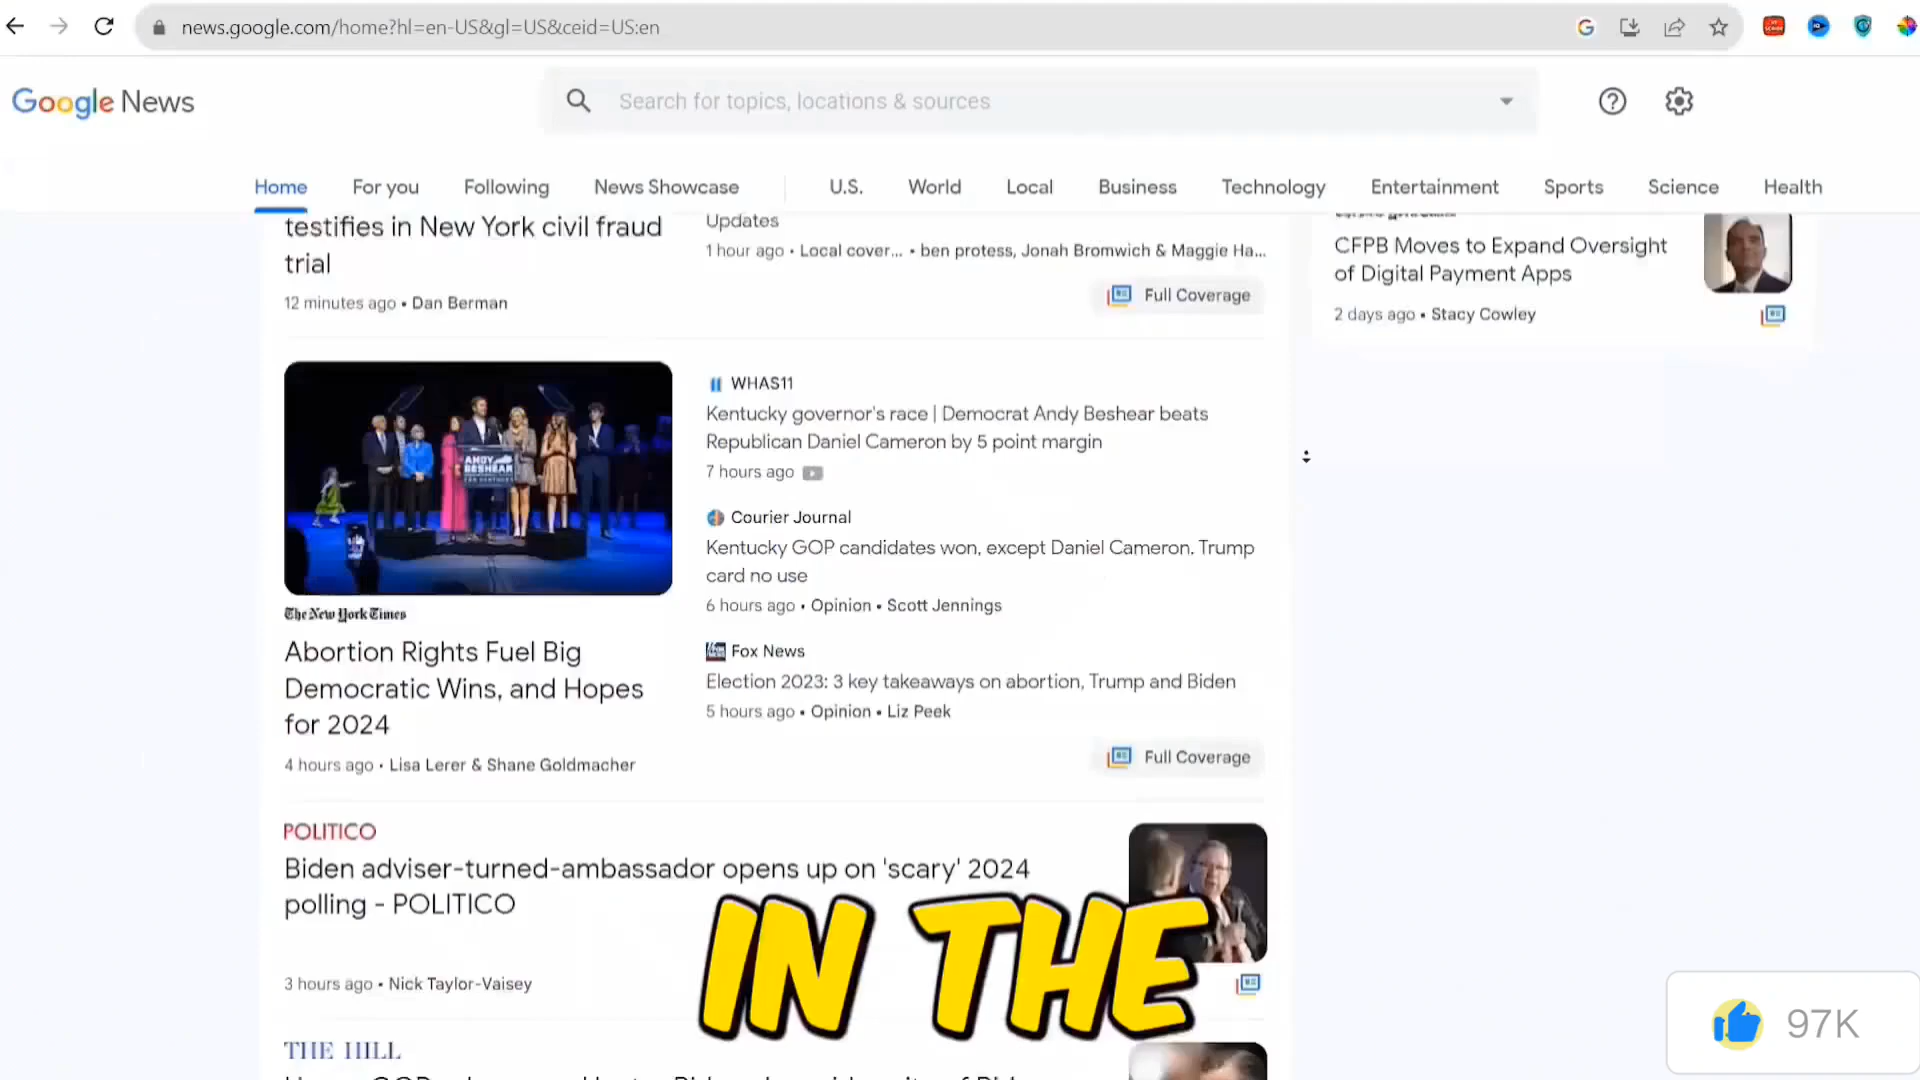 news.google.com/home?hl=en-US&gl=US&ceid=US:en
Google News
Search for topics, locations & sources
Home
For you
Following
News Showcase
U.S.
World
Local
Business
Technology
Entertainment
Sports
Science
Health
testifies in New York civil fraud
trial
12 minutes ago • Dan Berman
Updates
1 hour ago • Local cover... • ben protess, Jonah Bromwich & Maggie Ha...
Full Coverage
CFPB Moves to Expand Oversight
of Digital Payment Apps
2 days ago • Stacy Cowley
ANDY
BESHEAR
The New York Times
Abortion Rights Fuel Big
Democratic Wins, and Hopes
for 2024
4 hours ago • Lisa Lerer & Shane Goldmacher
WHAS11
Kentucky governor's race | Democrat Andy Beshear beats
Republican Daniel Cameron by 5 point margin
7 hours ago
Courier Journal
Kentucky GOP candidates won, except Daniel Cameron. Trump
card no use
6 hours ago • Opinion • Scott Jennings
Fox News
Election 2023: 3 key takeaways on abortion, Trump and Biden
5 hours ago • Opinion • Liz Peek
Full Coverage
POLITICO
Biden adviser-turned-ambassador opens up on 'scary' 2024
polling - POLITICO
3 hours ago • Nick Taylor-Vaisey
IN THE
THE HILL
97K